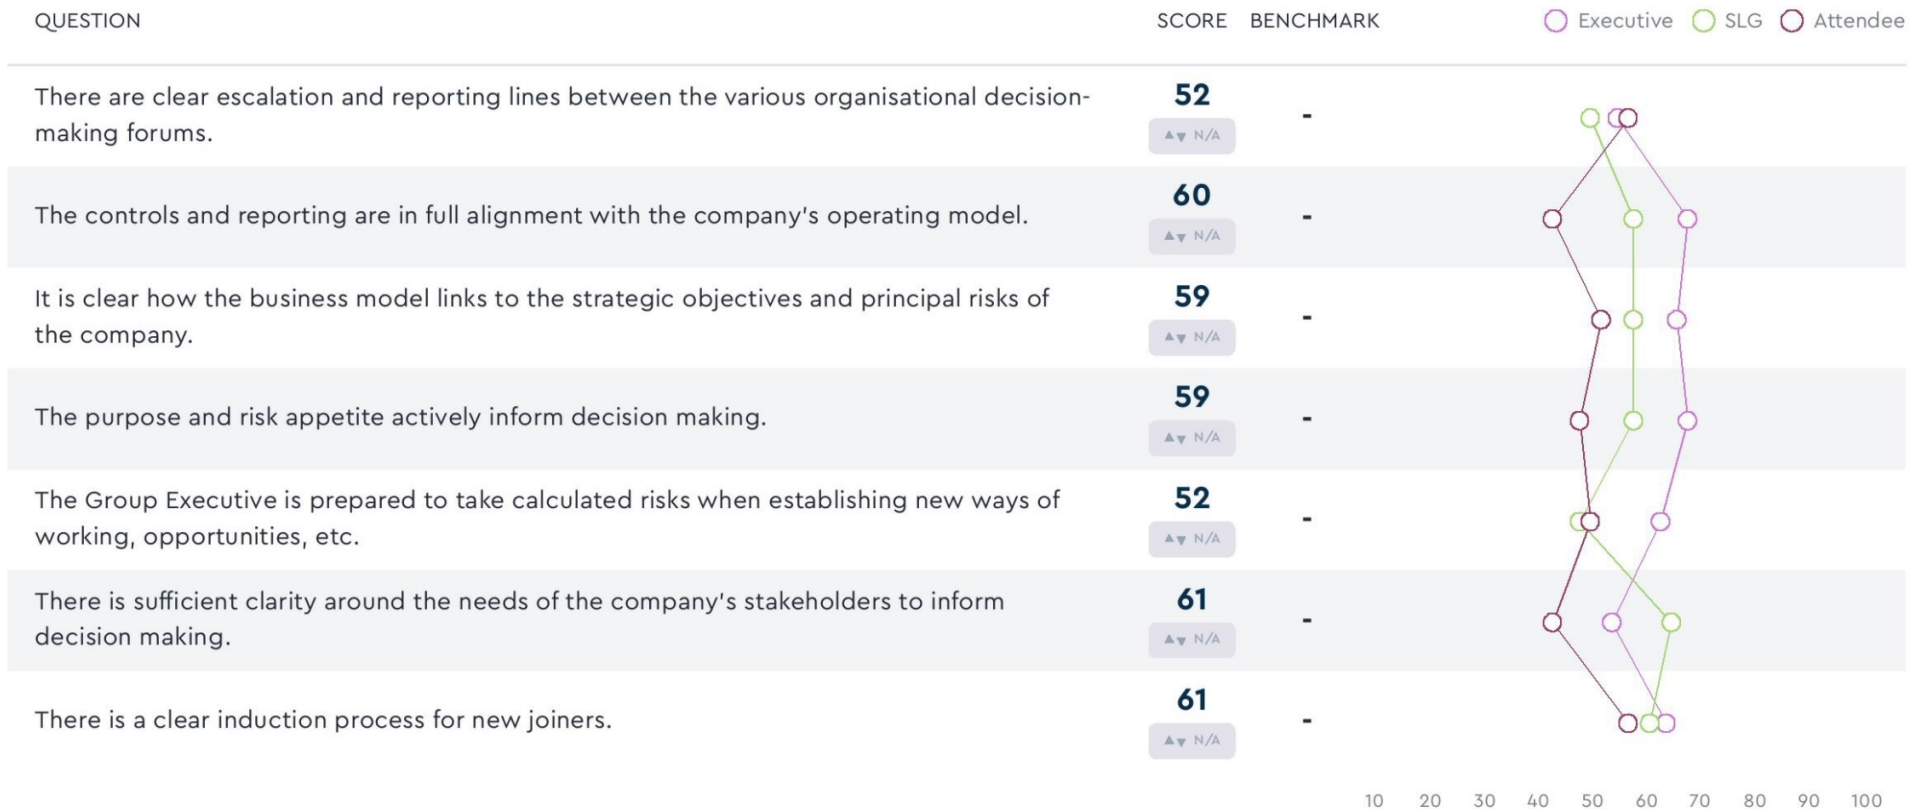 QUESTION SCORE BENCHMARK Executive SLG Attendee
There are clear escalation and reporting lines between the various organisational decision-
making forums.
52
▲▼ N/A
-
The controls and reporting are in full alignment with the company's operating model.
60
▲▼ N/A
-
It is clear how the business model links to the strategic objectives and principal risks of
the company.
59
▲▼ N/A
-
The purpose and risk appetite actively inform decision making.
59
▲▼ N/A
-
The Group Executive is prepared to take calculated risks when establishing new ways of
working, opportunities, etc.
52
▲▼ N/A
-
There is sufficient clarity around the needs of the company's stakeholders to inform
decision making.
61
▲▼ N/A
-
There is a clear induction process for new joiners.
61
▲▼ N/A
-
10 20 30 40 50 60 70 80 90 100